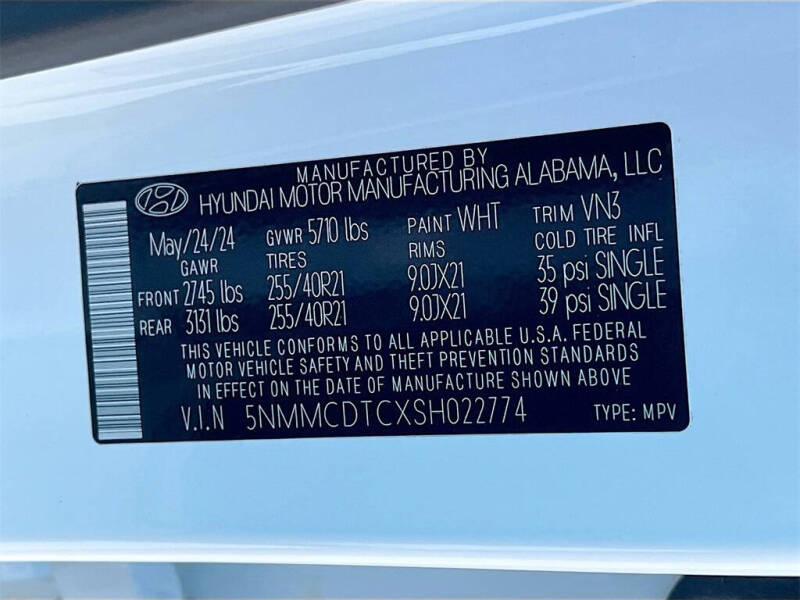 MANUFACTURED BY
HYUNDAI MOTOR MANUFACTURING ALABAMA, LLC
May/24/24 GVWR 5710 lbs PAINT WHT TRIM VN3
GAWR TIRES RIMS COLD TIRE INFL
FRONT 2745 lbs 255/40R21 9.0JX21 35 psi SINGLE
REAR 3131 lbs 255/40R21 9.0JX21 39 psi SINGLE
THIS VEHICLE CONFORMS TO ALL APPLICABLE U.S.A. FEDERAL
MOTOR VEHICLE SAFETY AND THEFT PREVENTION STANDARDS
IN EFFECT ON THE DATE OF MANUFACTURE SHOWN ABOVE
V.I.N 5NMMCDTCXSH022774 TYPE: MPV